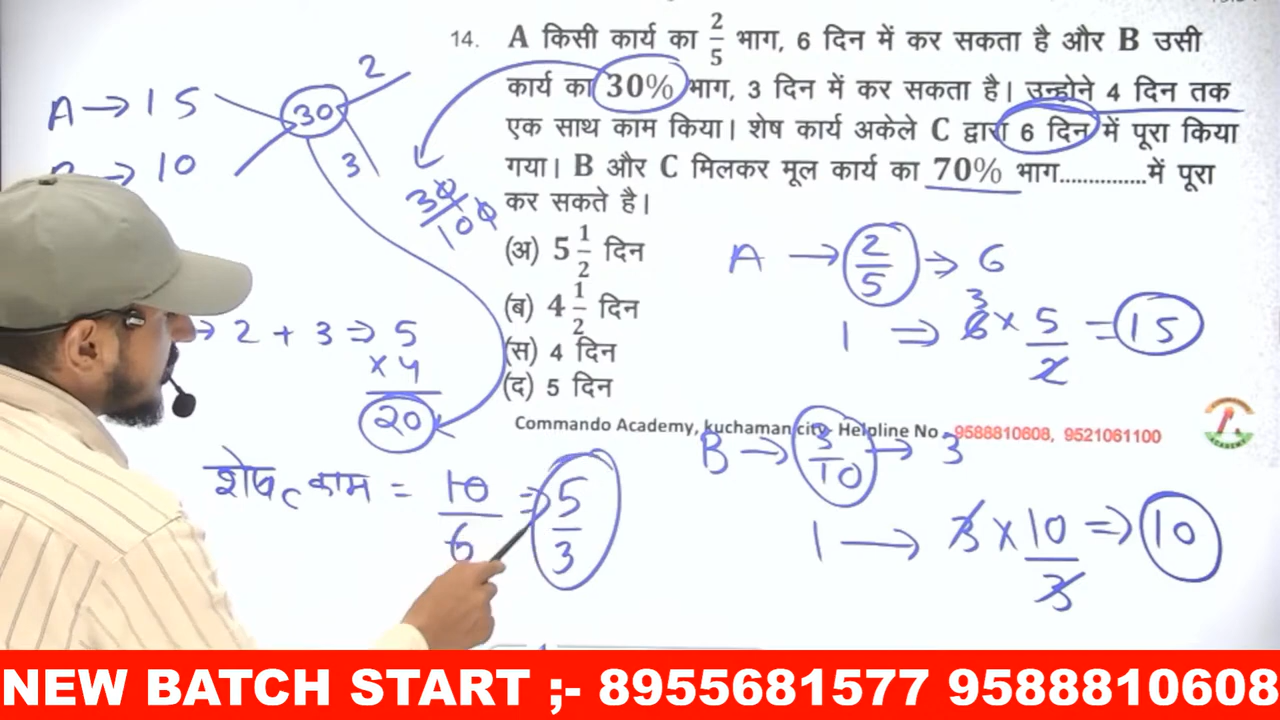 14. A किसी कार्य का 2/5 भाग, 6 दिन में कर सकता है और B उसी
कार्य का 30% भाग, 3 दिन में कर सकता है। उन्होने 4 दिन तक
एक साथ काम किया। शेष कार्य अकेले C द्वारा 6 दिन में पूरा किया
गया। B और C मिलकर मूल कार्य का 70% भाग...............में पूरा
कर सकते है।
(अ) 5 1/2 दिन
(ब) 4 1/2 दिन
(स) 4 दिन
(द) 5 दिन
Commando Academy, kuchaman city- Helpline No.-9588810608, 9521061100
A → 15
B → 10
30
2
3
30/100
→ 2 + 3 ⇒ 5
× 4
20
शेष काम = 10/6 ⇒ 5/3
C
A → 2/5 → 6
1 ⇒ 6 × 5/2 = 15
3
B → 3/10 → 3
1 → 3 × 10/3 ⇒ 10
NEW BATCH START ;- 8955681577 9588810608